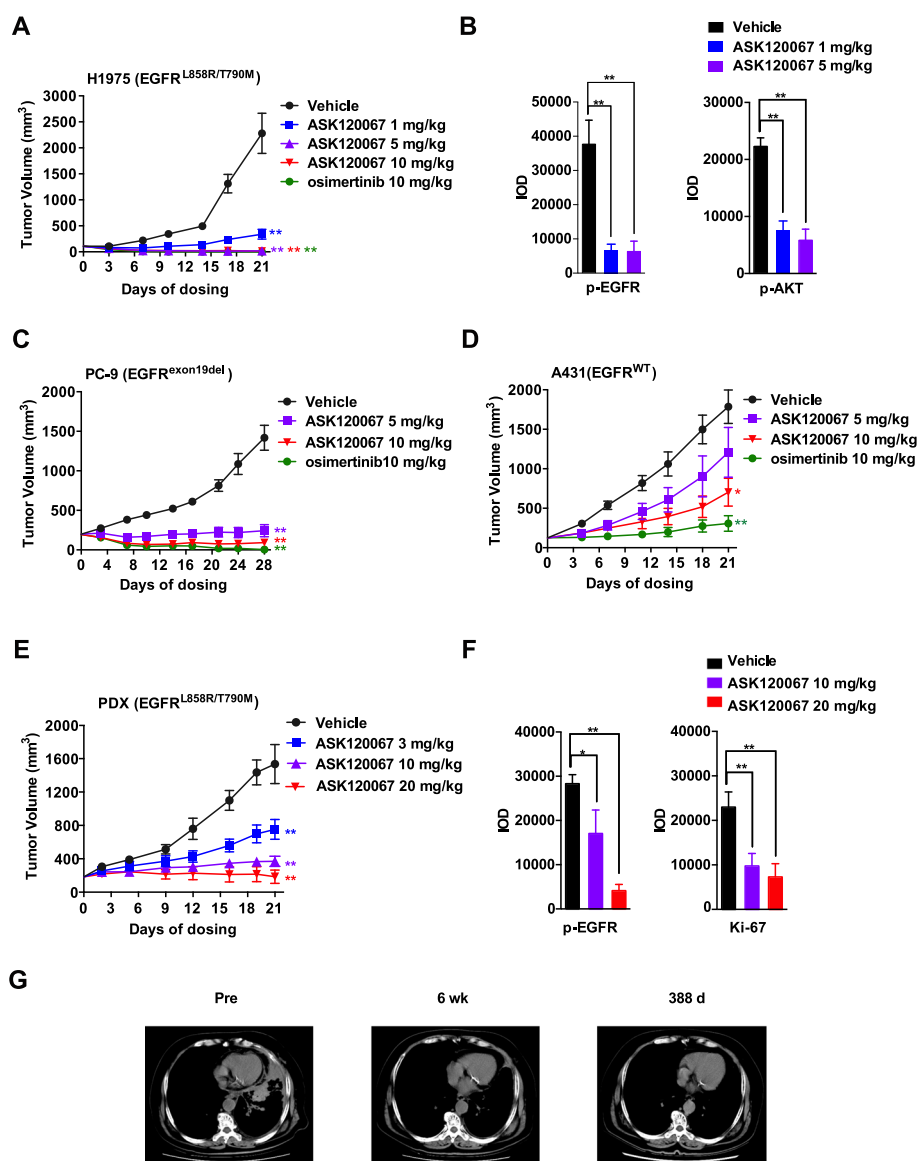 A
H1975 (EGFR^L858R/T790M)
Tumor Volume (mm³)
3000
2500
2000
1500
1000
500
0
0 3 6 9 12 15 18 21
Days of dosing
Vehicle
ASK120067 1 mg/kg
ASK120067 5 mg/kg
ASK120067 10 mg/kg
osimertinib 10 mg/kg
**
** ** **
B
Vehicle
ASK120067 1 mg/kg
ASK120067 5 mg/kg
IOD
50000
40000
30000
20000
10000
0
**
**
p-EGFR
IOD
30000
20000
10000
0
**
**
p-AKT
C
PC-9 (EGFR^exon19del)
Tumor Volume (mm³)
2000
1500
1000
500
0
0 4 8 12 16 20 24 28
Days of dosing
Vehicle
ASK120067 5 mg/kg
ASK120067 10 mg/kg
osimertinib10 mg/kg
**
**
**
D
A431(EGFR^WT)
Tumor Volume (mm³)
2000
1500
1000
500
0
0 3 6 9 12 15 18 21
Days of dosing
Vehicle
ASK120067 5 mg/kg
ASK120067 10 mg/kg
osimertinib 10 mg/kg
*
**
E
PDX (EGFR^L858R/T790M)
Tumor Volume (mm³)
2000
1600
1200
800
400
0
0 3 6 9 12 15 18 21
Days of dosing
Vehicle
ASK120067 3 mg/kg
ASK120067 10 mg/kg
ASK120067 20 mg/kg
**
**
**
F
Vehicle
ASK120067 10 mg/kg
ASK120067 20 mg/kg
IOD
40000
30000
20000
10000
0
**
*
p-EGFR
IOD
40000
30000
20000
10000
0
**
**
Ki-67
G
Pre
6 wk
388 d